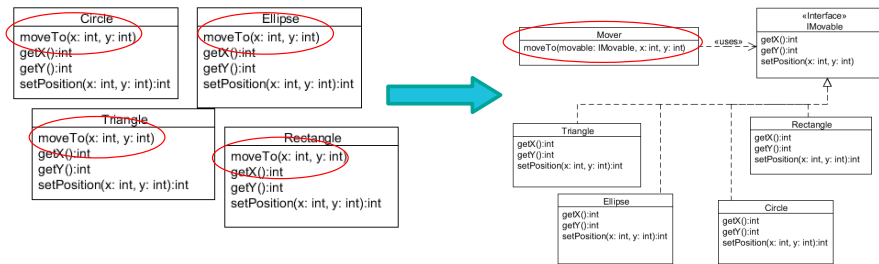 Circle
moveTo(x: int, y: int)
getX():int
getY():int
setPosition(x: int, y: int):int
Ellipse
moveTo(x: int, y: int)
getX():int
getY():int
setPosition(x: int, y: int):int
Triangle
moveTo(x: int, y: int)
getX():int
getY():int
setPosition(x: int, y: int):int
Rectangle
moveTo(x: int, y: int)
getX():int
getY():int
setPosition(x: int, y: int):int
Mover
moveTo(movable: IMovable, x: int, y: int)
«uses»
«Interface»
IMovable
getX():int
getY():int
setPosition(x: int, y: int)
Triangle
getX():int
getY():int
setPosition(x: int, y: int):int
Rectangle
getX():int
getY():int
setPosition(x: int, y: int):int
Ellipse
getX():int
getY():int
setPosition(x: int, y: int):int
Circle
getX():int
getY():int
setPosition(x: int, y: int):int